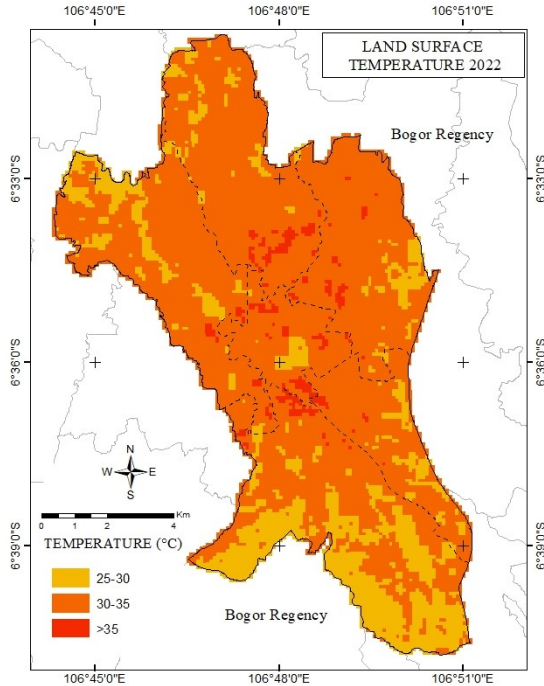 106°45'0"E 106°48'0"E 106°51'0"E
LAND SURFACE
TEMPERATURE 2022
Bogor Regency
6°33'0"S 6°33'0"S
6°36'0"S 6°36'0"S
N
W E
S
0 1 2 4 Km
6°39'0"S 6°39'0"S
TEMPERATURE (°C)
25-30
30-35
>35
Bogor Regency
106°45'0"E 106°48'0"E 106°51'0"E